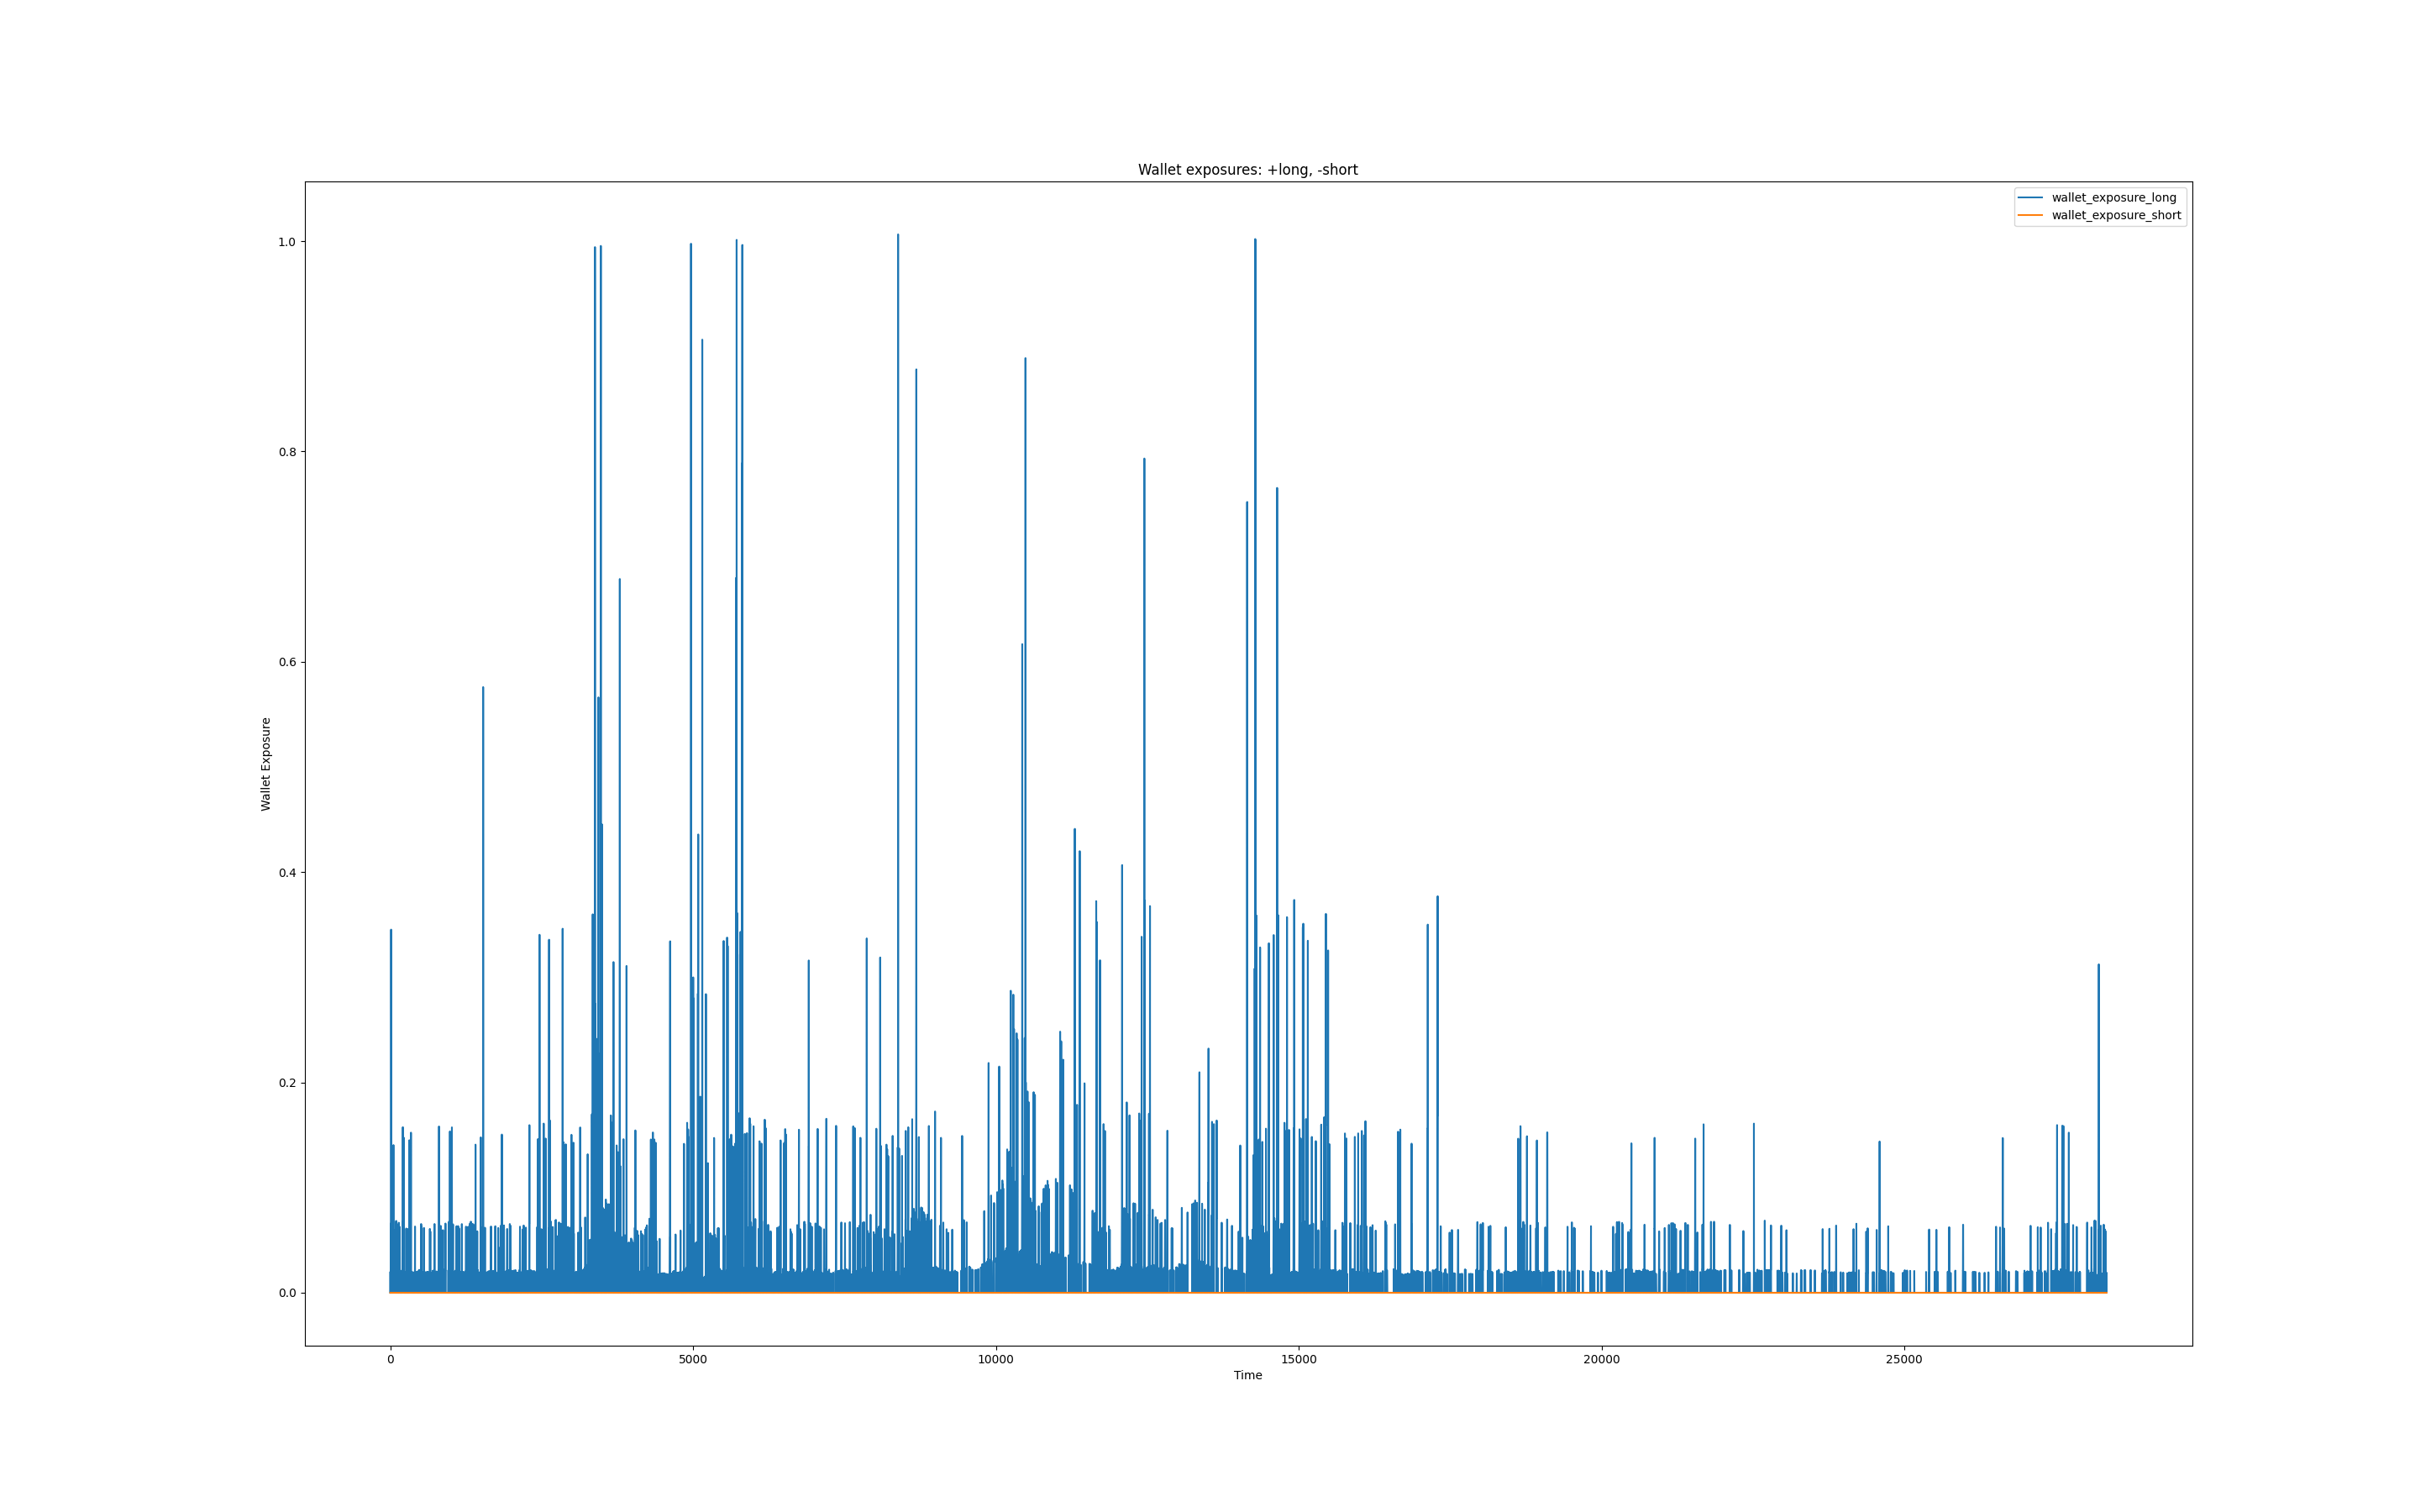 Wallet exposures: +long, -short
wallet_exposure_long
wallet_exposure_short
1.0
0.8
0.6
0.4
0.2
0.0
Wallet Exposure
0 5000 10000 15000 20000 25000
Time